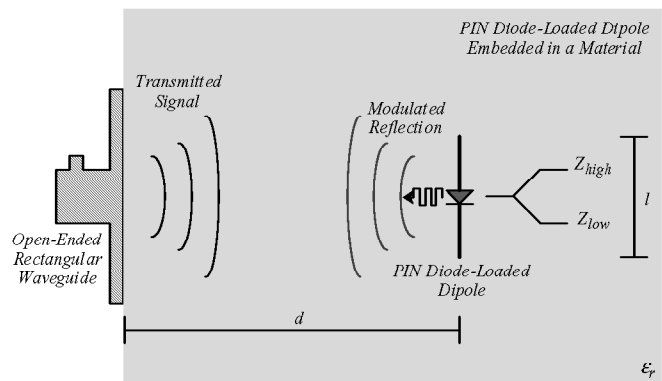 PIN Diode-Loaded Dipole
Embedded in a Material
Transmitted
Signal
Modulated
Reflection
Z_high
Z_low
l
Open-Ended
Rectangular
Waveguide
PIN Diode-Loaded
Dipole
d
ε_r